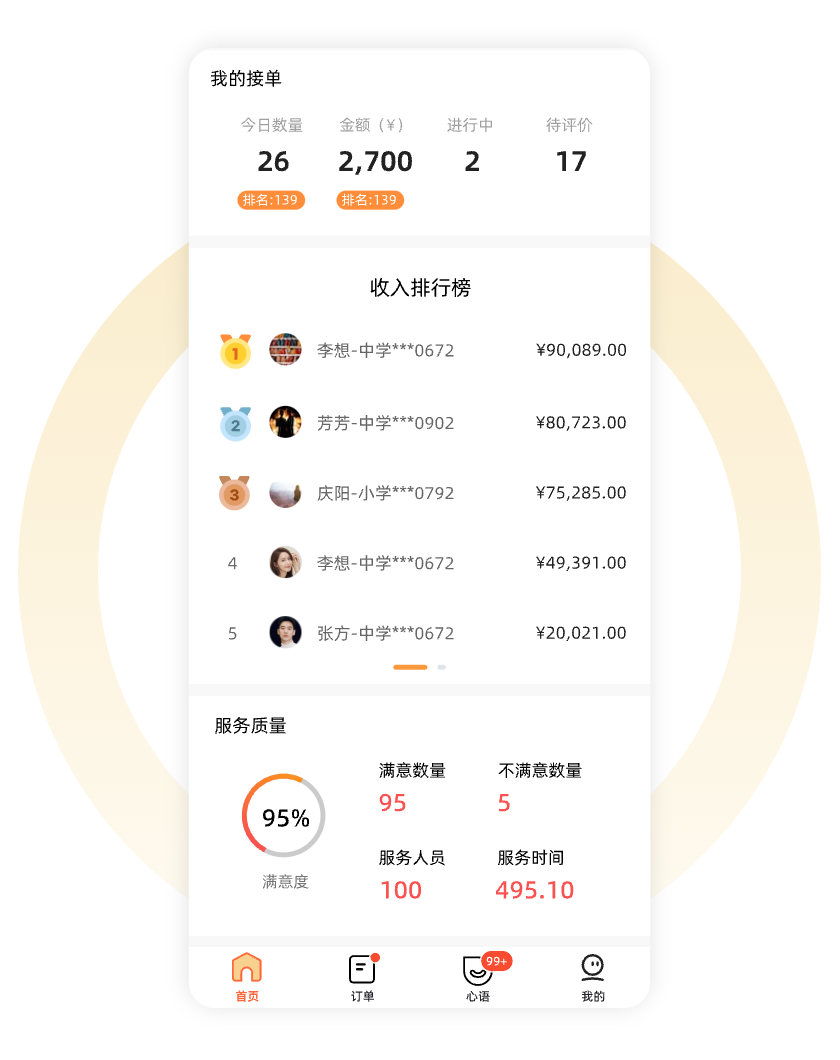 我的接单
今日数量 金额（¥） 进行中 待评价
26 2,700 2 17
排名:139 排名:139
收入排行榜
1 李想-中学***0672 ¥90,089.00
2 芳芳-中学***0902 ¥80,723.00
3 庆阳-小学***0792 ¥75,285.00
4 李想-中学***0672 ¥49,391.00
5 张方-中学***0672 ¥20,021.00
服务质量
满意数量 不满意数量
95 5
95%
满意度
服务人员 服务时间
100 495.10
99+
首页 订单 心语 我的